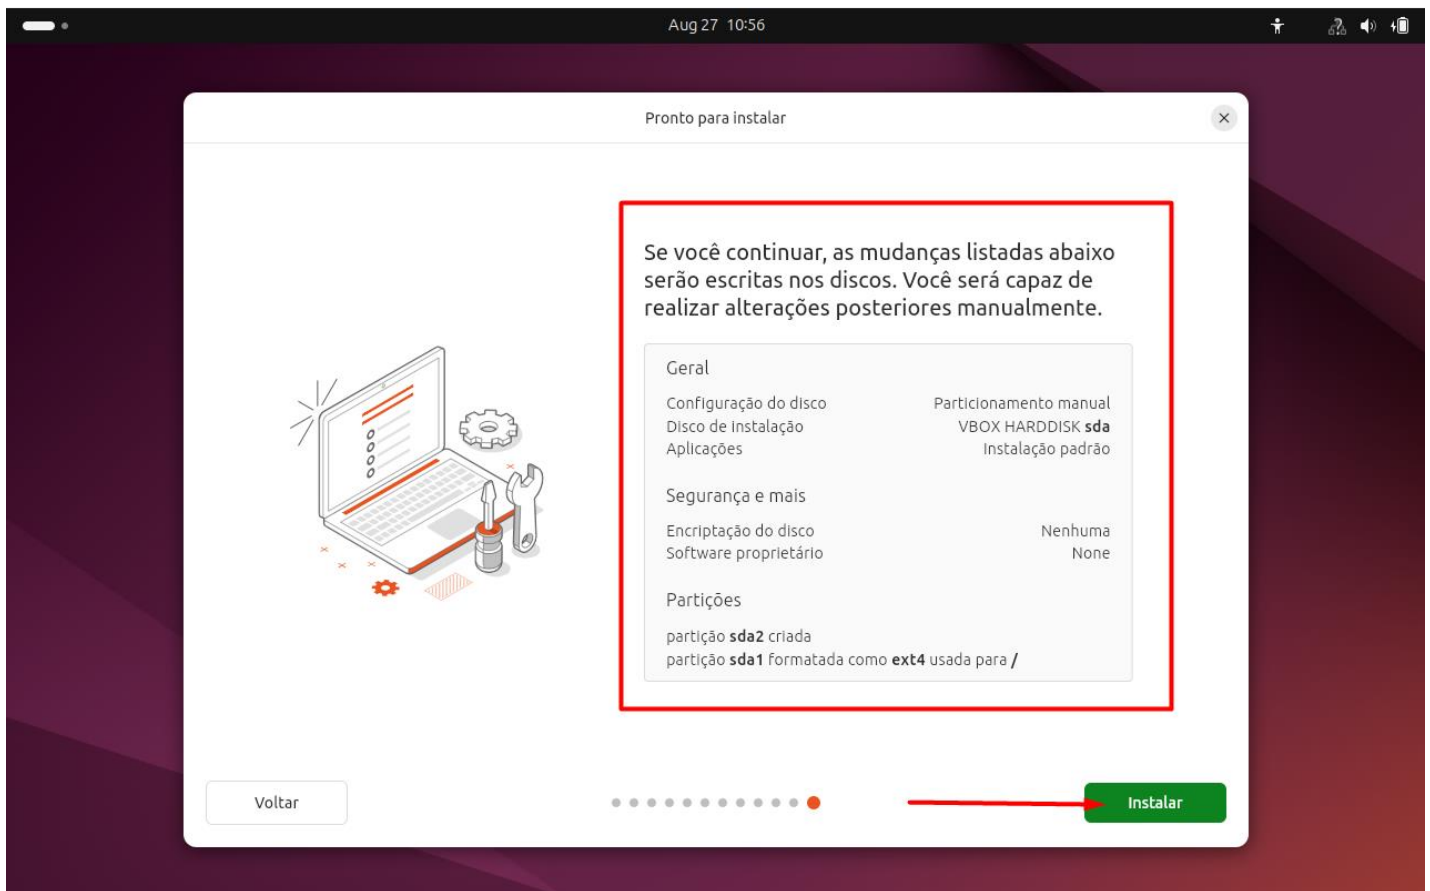 Aug 27 10:56
Pronto para instalar
Se você continuar, as mudanças listadas abaixo
serão escritas nos discos. Você será capaz de
realizar alterações posteriores manualmente.
Geral
Configuração do disco Particionamento manual
Disco de instalação VBOX HARDDISK sda
Aplicações Instalação padrão
Segurança e mais
Encriptação do disco Nenhuma
Software proprietário None
Partições
partição sda2 criada
partição sda1 formatada como ext4 usada para /
Voltar
Instalar